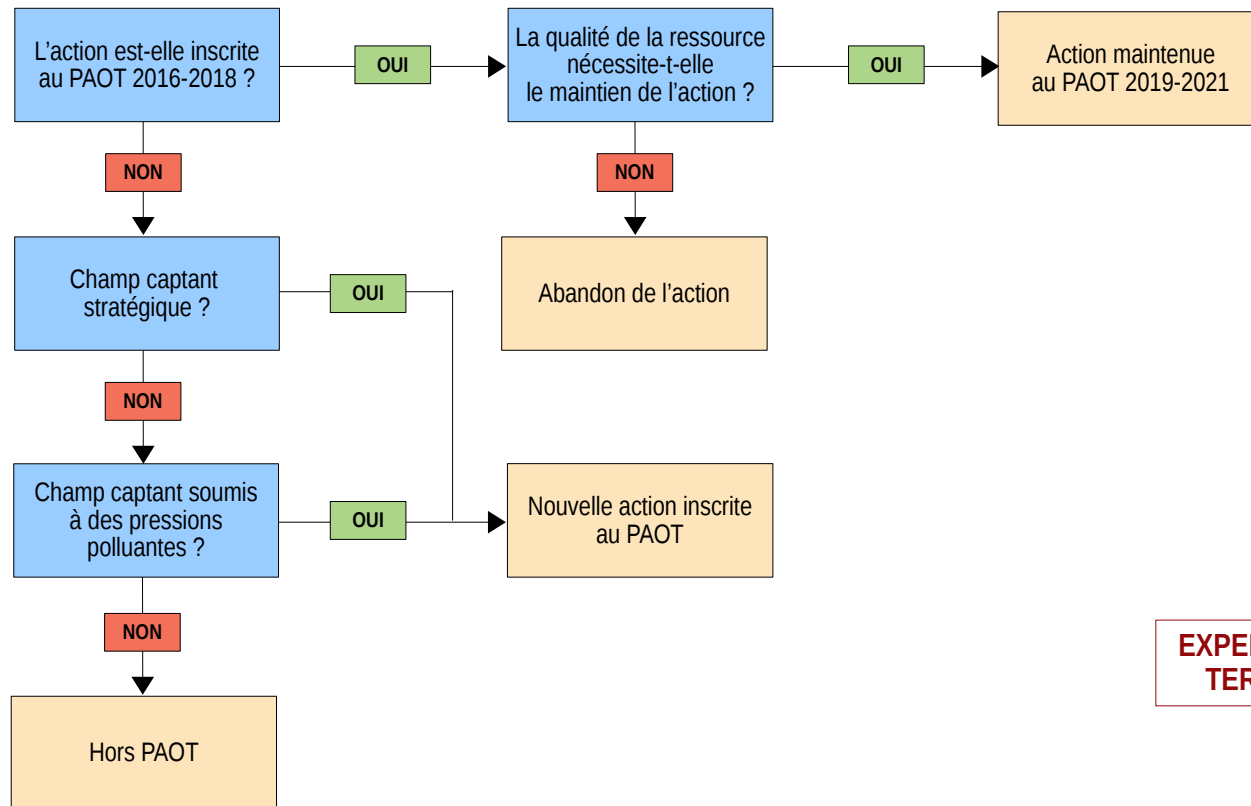 L’action est-elle inscrite
au PAOT 2016-2018 ?
OUI
La qualité de la ressource
nécessite-t-elle
le maintien de l’action ?
OUI
Action maintenue
au PAOT 2019-2021
NON
NON
Champ captant
stratégique ?
OUI
Abandon de l’action
NON
Champ captant soumis
à des pressions
polluantes ?
OUI
Nouvelle action inscrite
au PAOT
NON
Hors PAOT